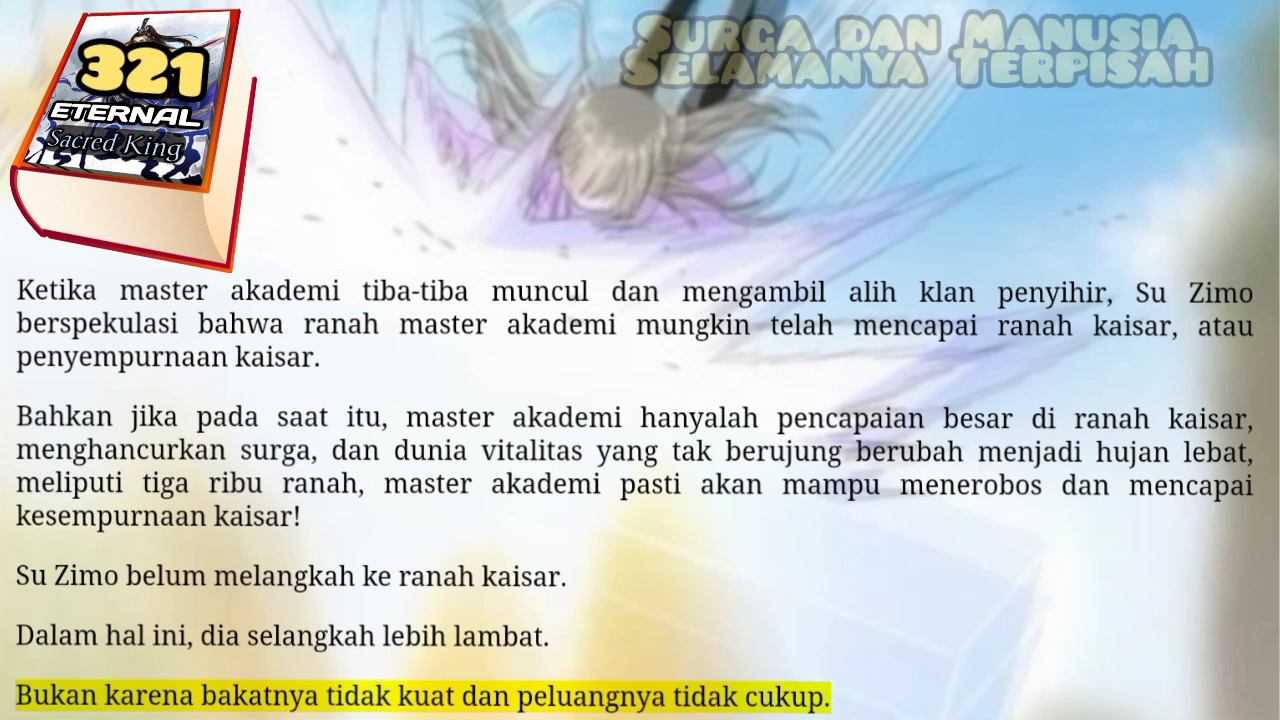 321
ETERNAL
Sacred King
SURGA DAN MANUSIA
SELAMANYA TERPISAH
Ketika master akademi tiba-tiba muncul dan mengambil alih klan penyihir, Su Zimo
berspekulasi bahwa ranah master akademi mungkin telah mencapai ranah kaisar, atau
penyempurnaan kaisar.
Bahkan jika pada saat itu, master akademi hanyalah pencapaian besar di ranah kaisar,
menghancurkan surga, dan dunia vitalitas yang tak berujung berubah menjadi hujan lebat,
meliputi tiga ribu ranah, master akademi pasti akan mampu menerobos dan mencapai
kesempurnaan kaisar!
Su Zimo belum melangkah ke ranah kaisar.
Dalam hal ini, dia selangkah lebih lambat.
Bukan karena bakatnya tidak kuat dan peluangnya tidak cukup.